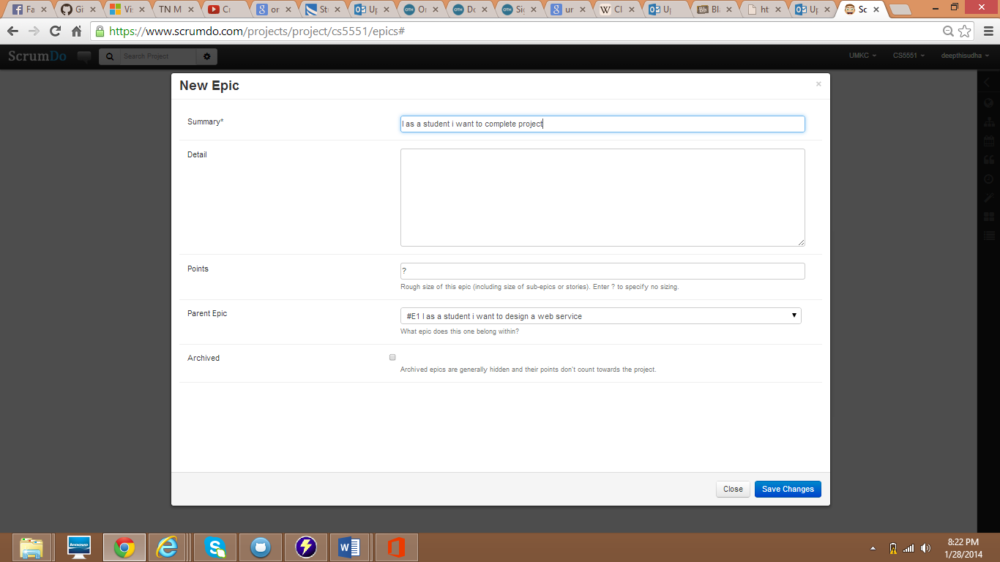 Fa Gi Vis TN M Cr or St Up Ot Do Sig ur Cl Up Bl ht Up Sc
https://www.scrumdo.com/projects/project/cs5551/epics#
ScrumDo Search Project UMKC CS5551 deepthisudha
New Epic
Summary* I as a student i want to complete project
Detail
Points ?
Rough size of this epic (including size of sub-epics or stories). Enter ? to specify no sizing.
Parent Epic #E1 I as a student i want to design a web service
What epic does this one belong within?
Archived
Archived epics are generally hidden and their points don't count towards the project.
Close Save Changes
lenovo
8:22 PM
1/28/2014